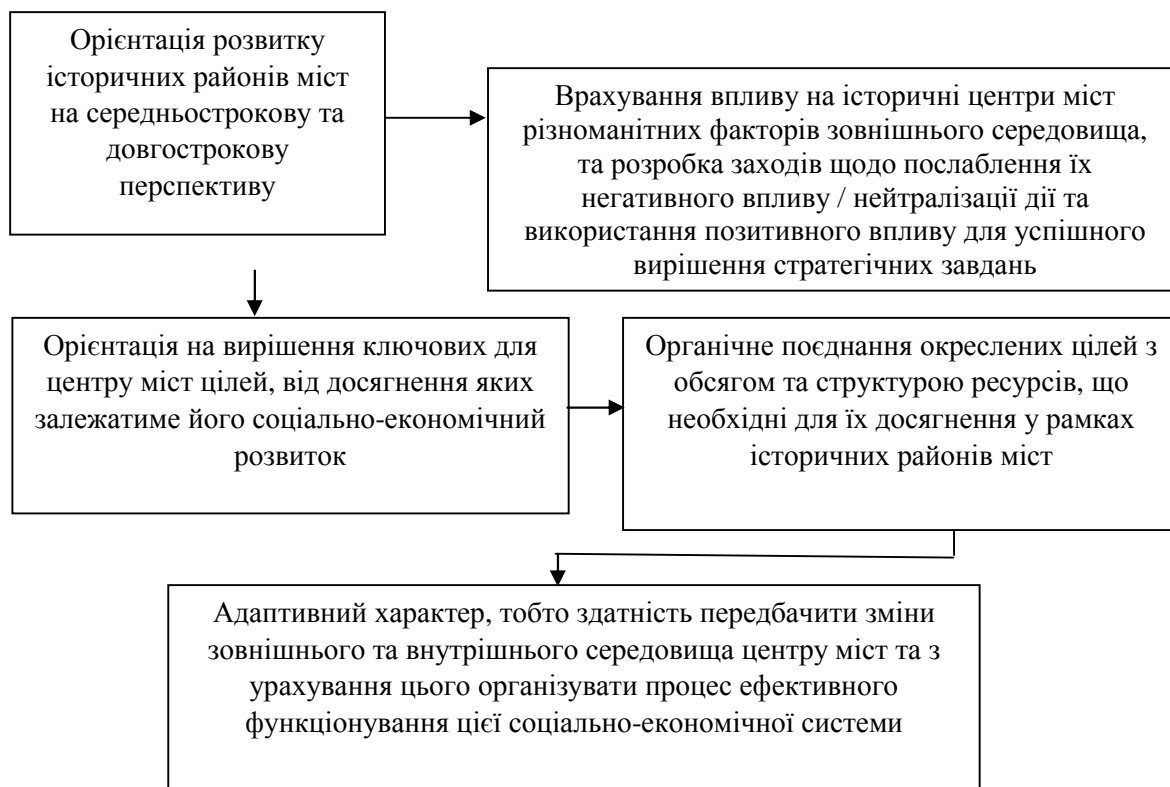 Орієнтація розвитку
історичних районів міст
на середньострокову та
довгострокову
перспективу
Врахування впливу на історичні центри міст
різноманітних факторів зовнішнього середовища,
та розробка заходів щодо послаблення їх
негативного впливу / нейтралізації дії та
використання позитивного впливу для успішного
вирішення стратегічних завдань
Орієнтація на вирішення ключових для
центру міст цілей, від досягнення яких
залежатиме його соціально-економічний
розвиток
Органічне поєднання окреслених цілей з
обсягом та структурою ресурсів, що
необхідні для їх досягнення у рамках
історичних районів міст
Адаптивний характер, тобто здатність передбачити зміни
зовнішнього та внутрішнього середовища центру міст та з
урахування цього організувати процес ефективного
функціонування цієї соціально-економічної системи